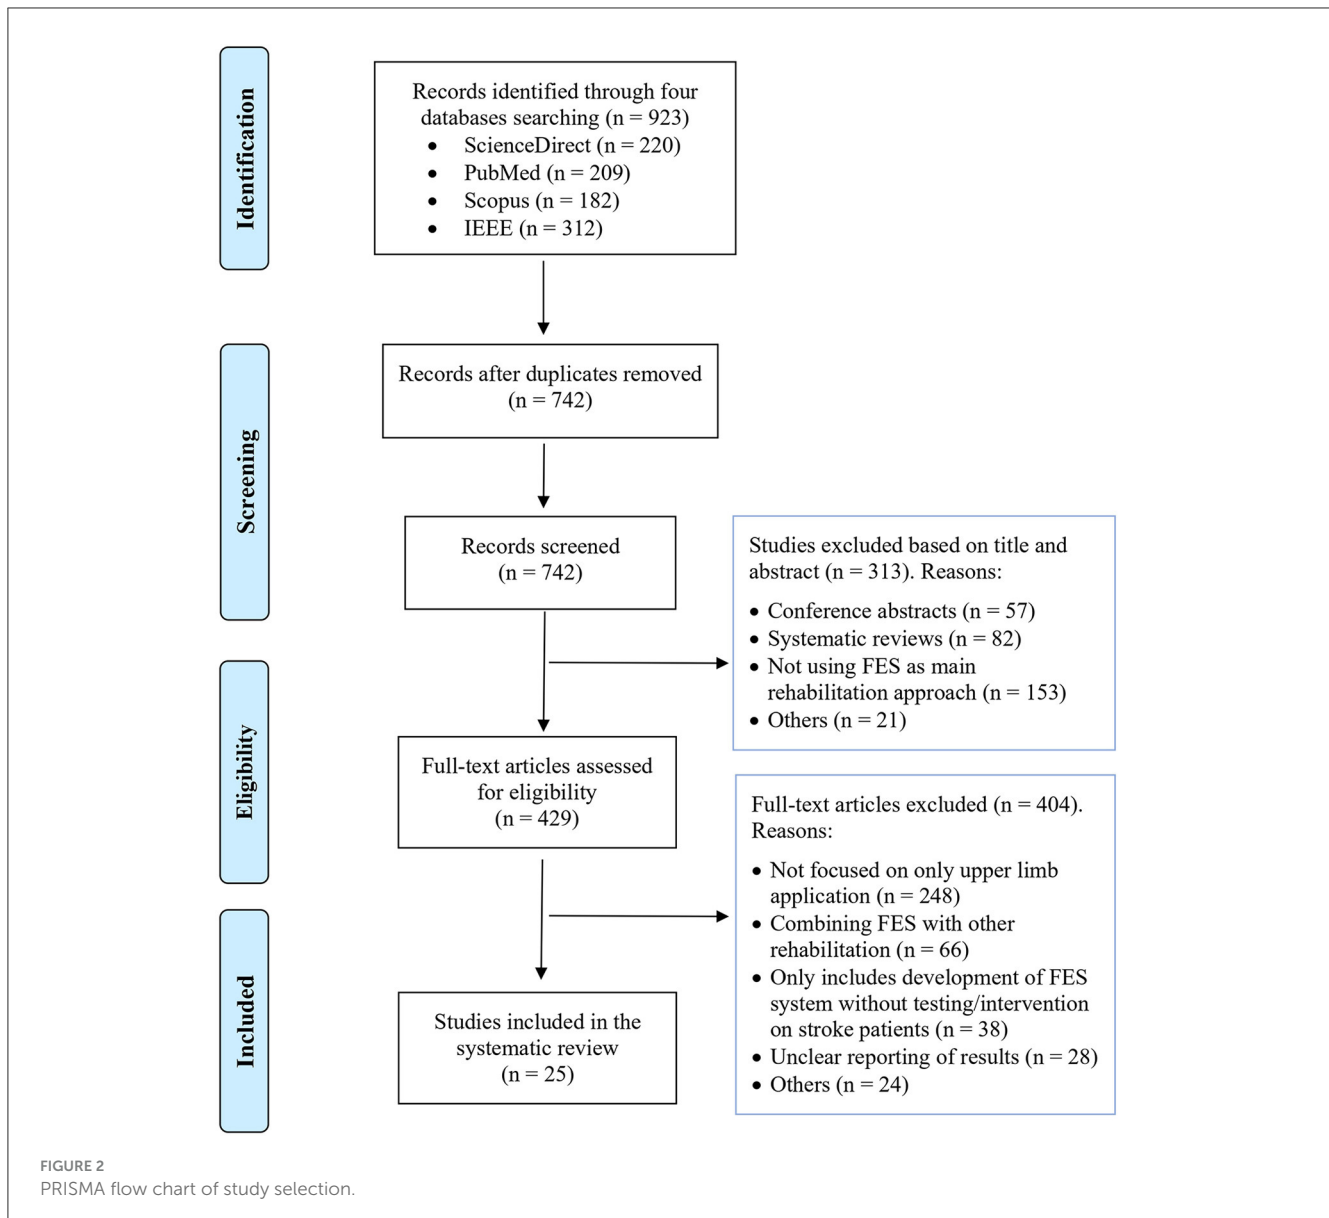 Identification
Records identified through four
databases searching (n = 923)
• ScienceDirect (n = 220)
• PubMed (n = 209)
• Scopus (n = 182)
• IEEE (n = 312)
Screening
Records after duplicates removed
(n = 742)
Records screened
(n = 742)
Studies excluded based on title and
abstract (n = 313). Reasons:
• Conference abstracts (n = 57)
• Systematic reviews (n = 82)
• Not using FES as main
rehabilitation approach (n = 153)
• Others (n = 21)
Eligibility
Full-text articles assessed
for eligibility
(n = 429)
Full-text articles excluded (n = 404).
Reasons:
• Not focused on only upper limb
application (n = 248)
• Combining FES with other
rehabilitation (n = 66)
• Only includes development of FES
system without testing/intervention
on stroke patients (n = 38)
• Unclear reporting of results (n = 28)
• Others (n = 24)
Included
Studies included in the
systematic review
(n = 25)
FIGURE 2
PRISMA flow chart of study selection.